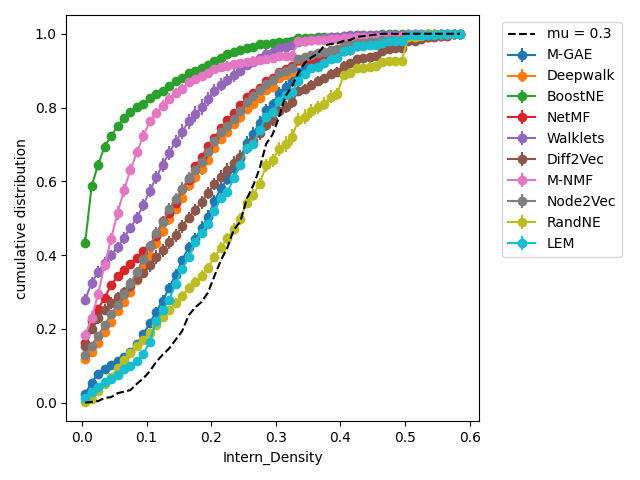 1.0
0.8
0.6
0.4
0.2
0.0
cumulative distribution
0.0 0.1 0.2 0.3 0.4 0.5 0.6
Intern_Density
mu = 0.3
M-GAE
Deepwalk
BoostNE
NetMF
Walklets
Diff2Vec
M-NMF
Node2Vec
RandNE
LEM